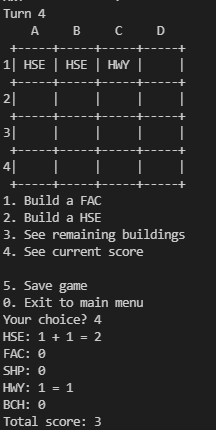 Turn 4
    A     B     C     D
 +-----+-----+-----+-----+
1| HSE | HSE | HWY |     |
 +-----+-----+-----+-----+
2|     |     |     |     |
 +-----+-----+-----+-----+
3|     |     |     |     |
 +-----+-----+-----+-----+
4|     |     |     |     |
 +-----+-----+-----+-----+
1. Build a FAC
2. Build a HSE
3. See remaining buildings
4. See current score

5. Save game
0. Exit to main menu
Your choice? 4
HSE: 1 + 1 = 2
FAC: 0
SHP: 0
HWY: 1 = 1
BCH: 0
Total score: 3